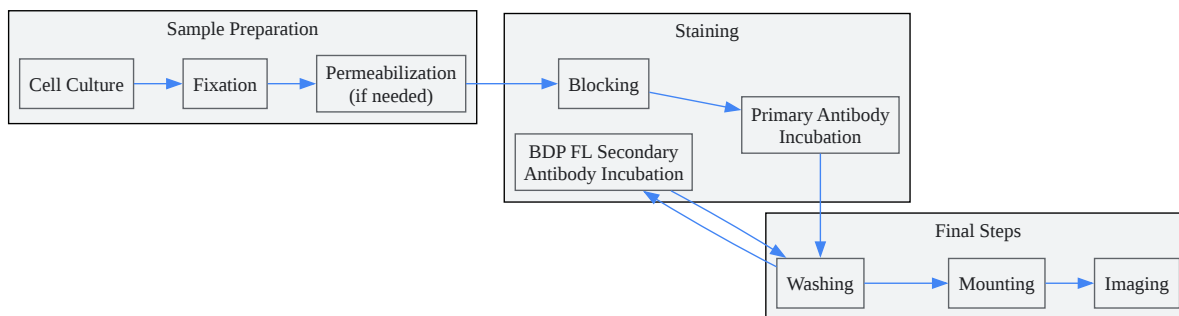 Sample Preparation
Cell Culture
Fixation
Permeabilization
(if needed)
Staining
Blocking
Primary Antibody
Incubation
BDP FL Secondary
Antibody Incubation
Final Steps
Washing
Mounting
Imaging